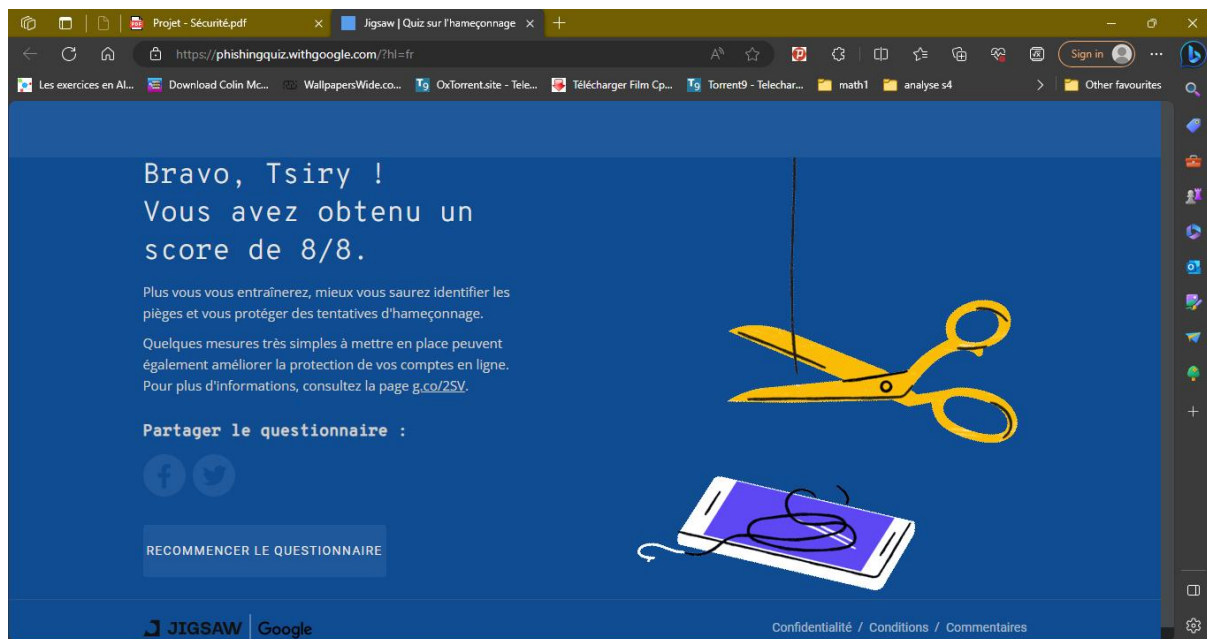 Projet - Sécurité.pdf
Jigsaw | Quiz sur l'hameçonnage
https://phishingquiz.withgoogle.com/?hl=fr
Sign in
Les exercices en Al...
Download Colin Mc...
WallpapersWide.co...
OxTorrent.site - Tele...
Télécharger Film Cp...
Torrent9 - Telechar...
math1
analyse s4
Other favourites
Bravo, Tsiry !
Vous avez obtenu un
score de 8/8.
Plus vous vous entraînerez, mieux vous saurez identifier les
pièges et vous protéger des tentatives d'hameçonnage.
Quelques mesures très simples à mettre en place peuvent
également améliorer la protection de vos comptes en ligne.
Pour plus d'informations, consultez la page g.co/2SV.
Partager le questionnaire :
RECOMMENCER LE QUESTIONNAIRE
JIGSAW | Google
Confidentialité / Conditions / Commentaires